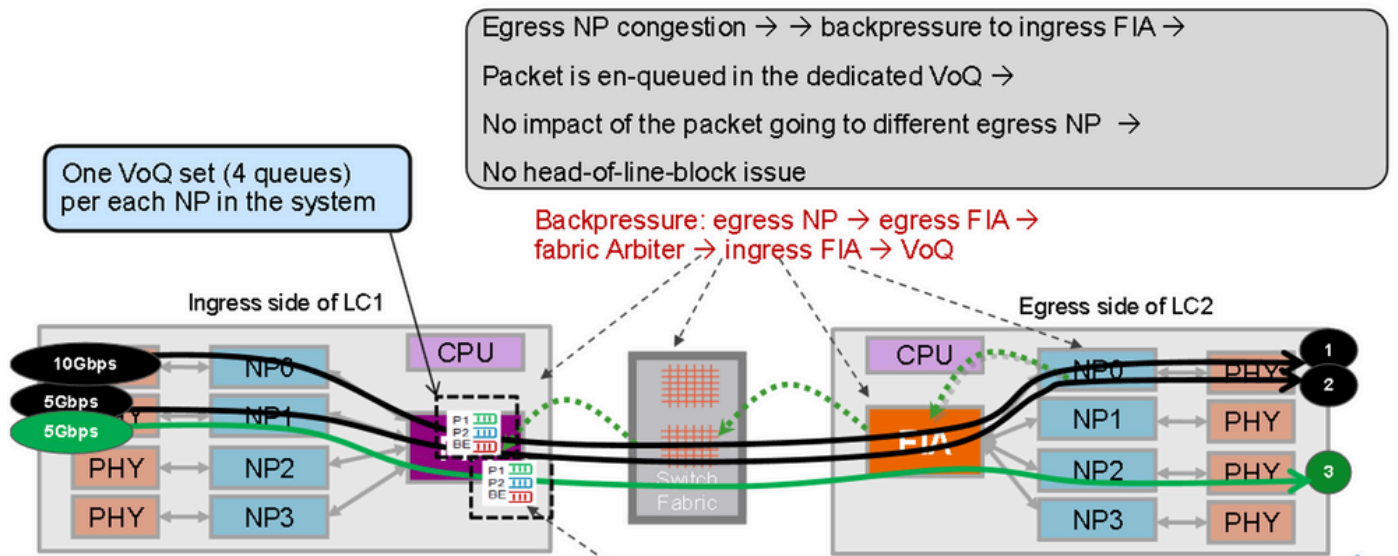 Egress NP congestion → → backpressure to ingress FIA →
Packet is en-queued in the dedicated VoQ →
No impact of the packet going to different egress NP →
No head-of-line-block issue
One VoQ set (4 queues)
per each NP in the system
Backpressure: egress NP → egress FIA →
fabric Arbiter → ingress FIA → VoQ
Ingress side of LC1
Egress side of LC2
10Gbps
NP0
CPU
5Gbps
PHY
NP1
5Gbps
PHY
NP2
PHY
NP3
P1
P2
BE
P1
P2
BE
Switch
Fabric
CPU
FIA
NP0
PHY
NP1
PHY
NP2
PHY
NP3
PHY
1
2
3